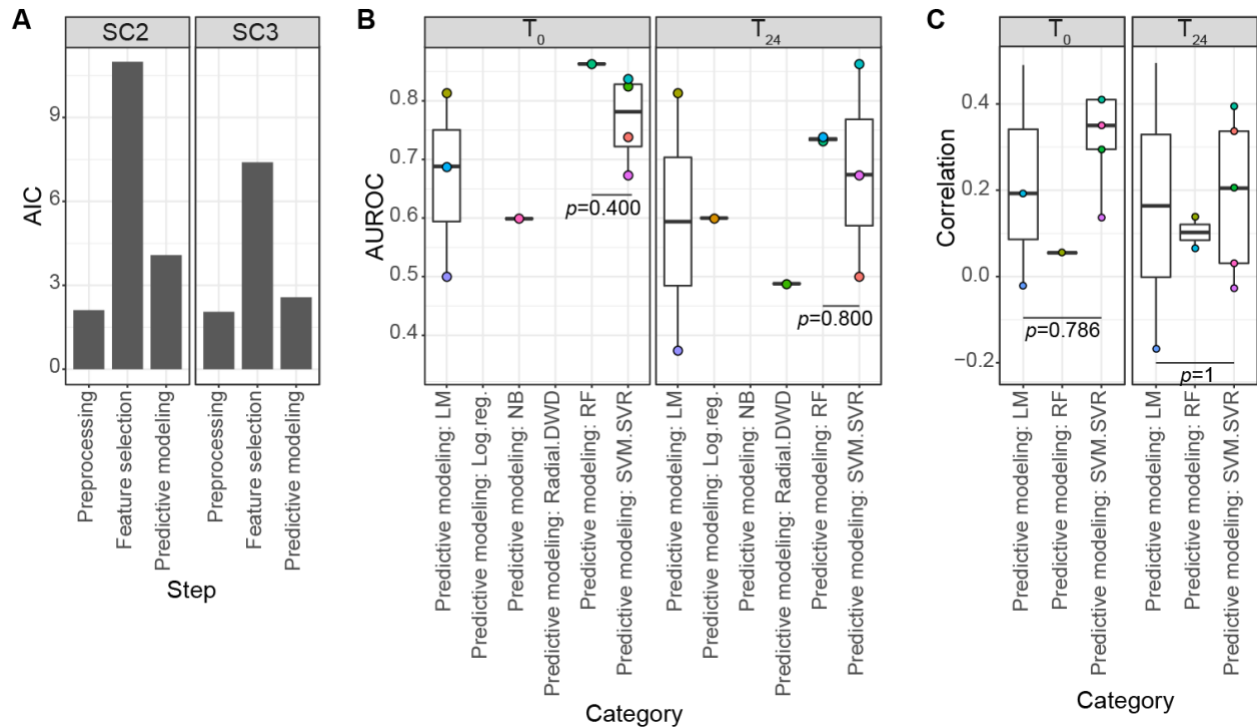 A
SC2
SC3
AIC
9
6
3
0
Preprocessing
Feature selection
Predictive modeling
Preprocessing
Feature selection
Predictive modeling
Step
B
T0
T24
AUROC
0.8
0.7
0.6
0.5
0.4
p=0.400
p=0.800
Predictive modeling: LM
Predictive modeling: Log.reg.
Predictive modeling: NB
Predictive modeling: Radial.DWD
Predictive modeling: RF
Predictive modeling: SVM.SVR
Predictive modeling: LM
Predictive modeling: Log.reg.
Predictive modeling: NB
Predictive modeling: Radial.DWD
Predictive modeling: RF
Predictive modeling: SVM.SVR
Category
C
T0
T24
Correlation
0.4
0.2
0.0
−0.2
p=0.786
p=1
Predictive modeling: LM
Predictive modeling: RF
Predictive modeling: SVM.SVR
Predictive modeling: LM
Predictive modeling: RF
Predictive modeling: SVM.SVR
Category